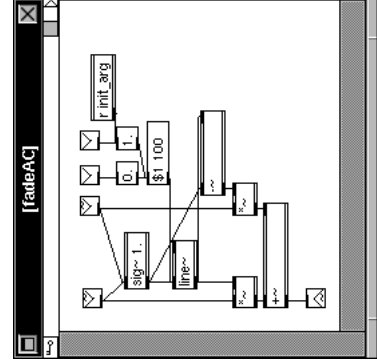 [fadeAC]
r init_arg
0.
1.
$1 100
sig~ 1.
line~
-~
*~
*~
+~